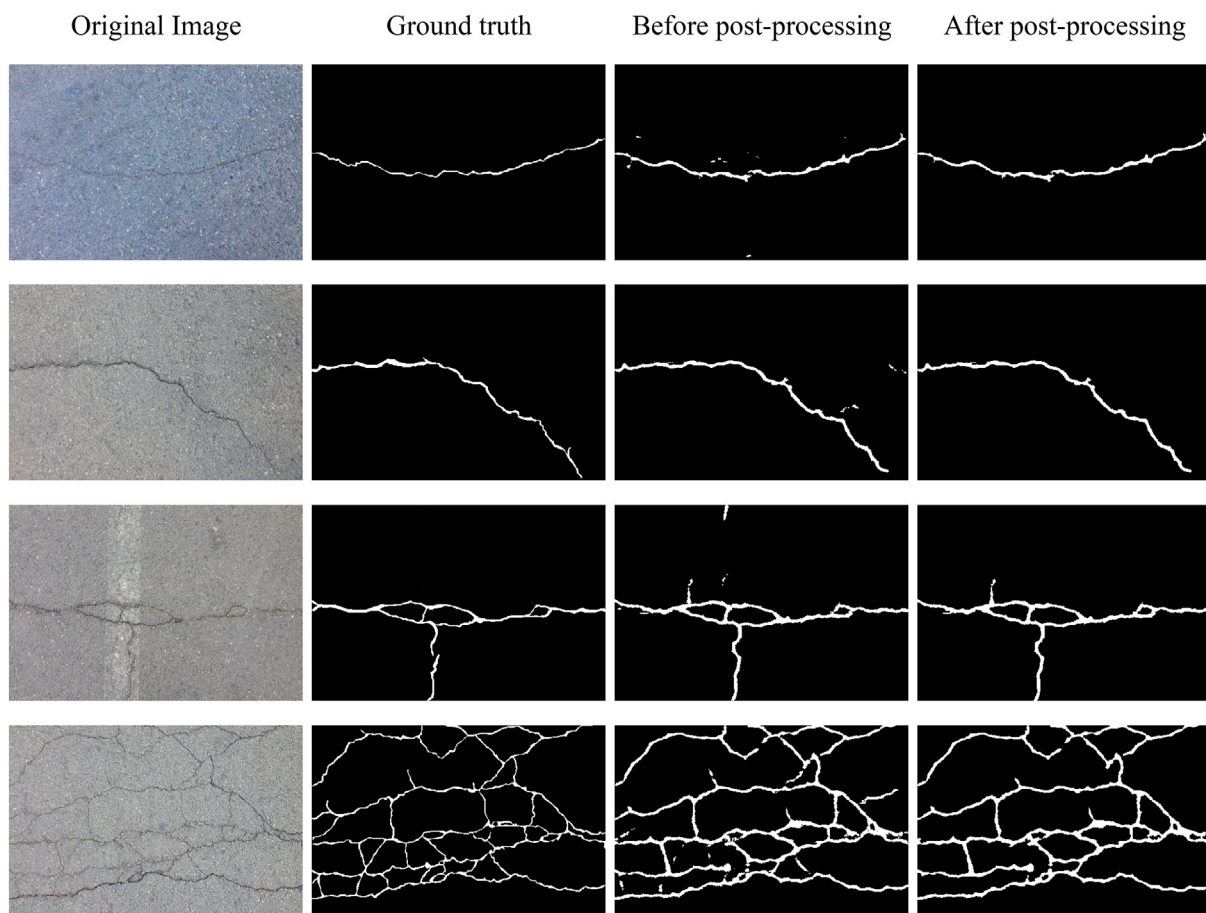 Original Image
Ground truth
Before post-processing
After post-processing